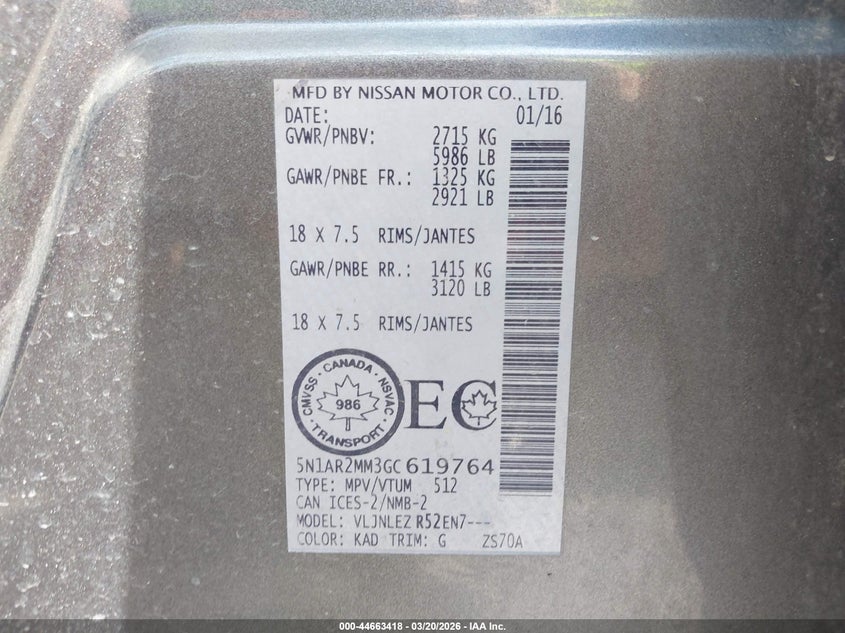 MFD BY NISSAN MOTOR CO., LTD.
DATE: 01/16
GVWR/PNBV: 2715 KG
5986 LB
GAWR/PNBE FR.: 1325 KG
2921 LB
18 X 7.5 RIMS/JANTES
GAWR/PNBE RR.: 1415 KG
3120 LB
18 X 7.5 RIMS/JANTES
CMVSS · CANADA · NSVAC · TRANSPORT ·
986
EC
5N1AR2MM3GC619764
TYPE: MPV/VTUM 512
CAN ICES-2/NMB-2
MODEL: VLJNLEZ R52EN7---
COLOR: KAD TRIM: G ZS70A
000-44663418 - 03/20/2026 - IAA Inc.